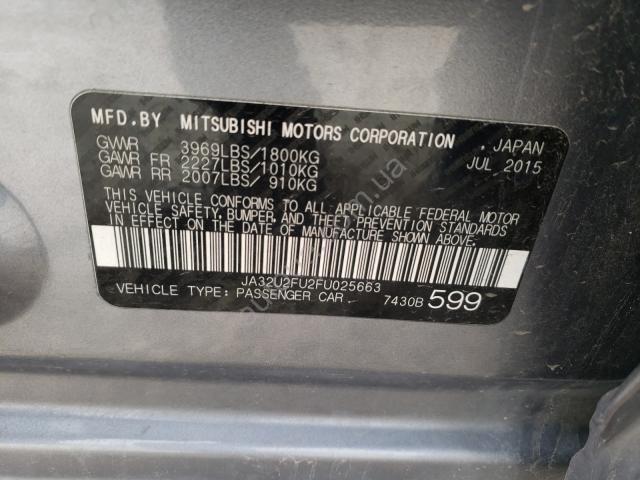 MFD.BY MITSUBISHI MOTORS CORPORATION . JAPAN
GVWR 3969LBS/1800KG JUL 2015
GAWR FR 2227LBS/1010KG
GAWR RR 2007LBS/ 910KG
THIS VEHICLE CONFORMS TO ALL APPLICABLE FEDERAL MOTOR
VEHICLE SAFETY, BUMPER, AND THEFT PREVENTION STANDARDS
IN EFFECT ON THE DATE OF MANUFACTURE SHOWN ABOVE.
JA32U2FU2FU025663
VEHICLE TYPE: PASSENGER CAR 7430B 599